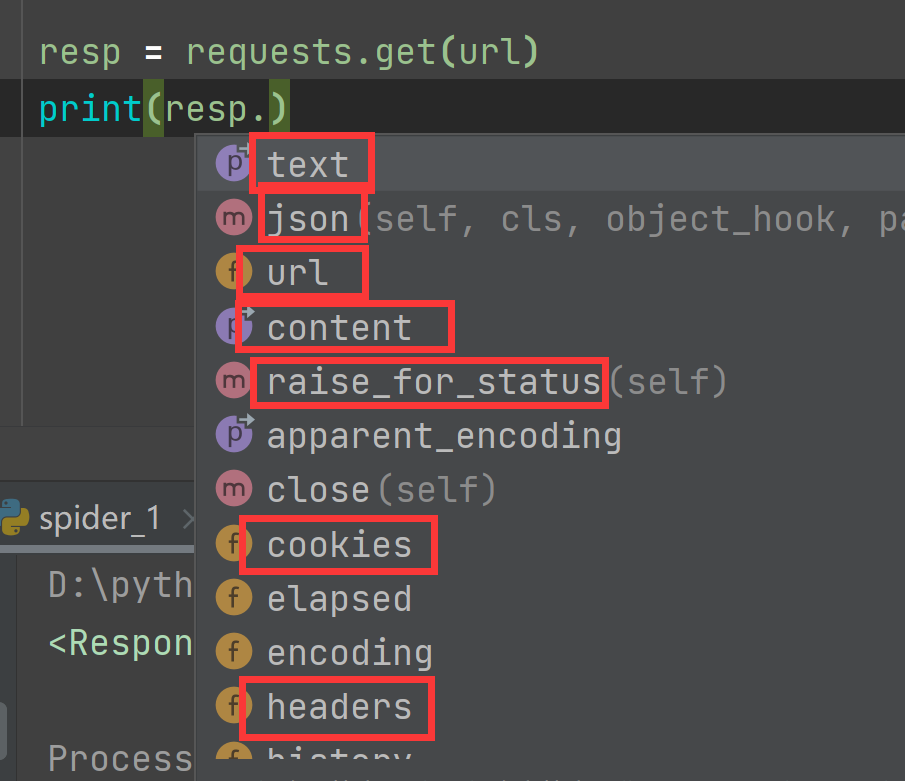 resp = requests.get(url)
print(resp.)
p text
m json(self, cls, object_hook, pa
f url
p content
m raise_for_status(self)
p apparent_encoding
m close(self)
f cookies
f elapsed
f encoding
f headers
f history
spider_1 ×
D:\pyth
<Respon
Process